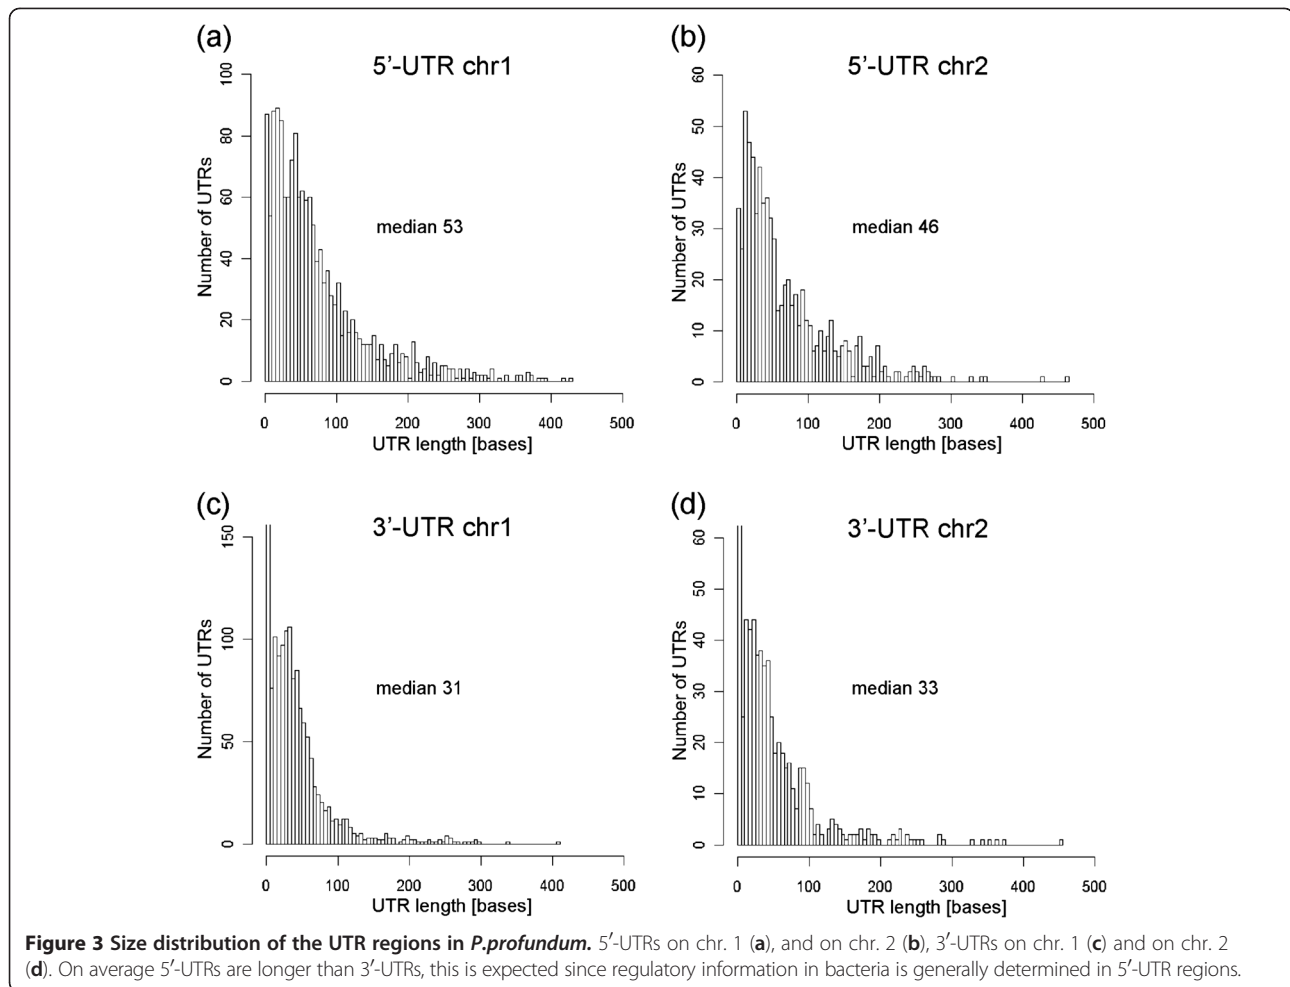 (a)
5′-UTR chr1
100
80
60
40
20
0
Number of UTRs
median 53
0 100 200 300 400 500
UTR length [bases]
(b)
5′-UTR chr2
60
50
40
30
20
10
0
Number of UTRs
median 46
0 100 200 300 400 500
UTR length [bases]
(c)
3′-UTR chr1
150
100
50
0
Number of UTRs
median 31
0 100 200 300 400 500
UTR length [bases]
(d)
3′-UTR chr2
60
50
40
30
20
10
0
Number of UTRs
median 33
0 100 200 300 400 500
UTR length [bases]
Figure 3 Size distribution of the UTR regions in P.profundum. 5′-UTRs on chr. 1 (a), and on chr. 2 (b), 3′-UTRs on chr. 1 (c) and on chr. 2
(d). On average 5′-UTRs are longer than 3′-UTRs, this is expected since regulatory information in bacteria is generally determined in 5′-UTR regions.